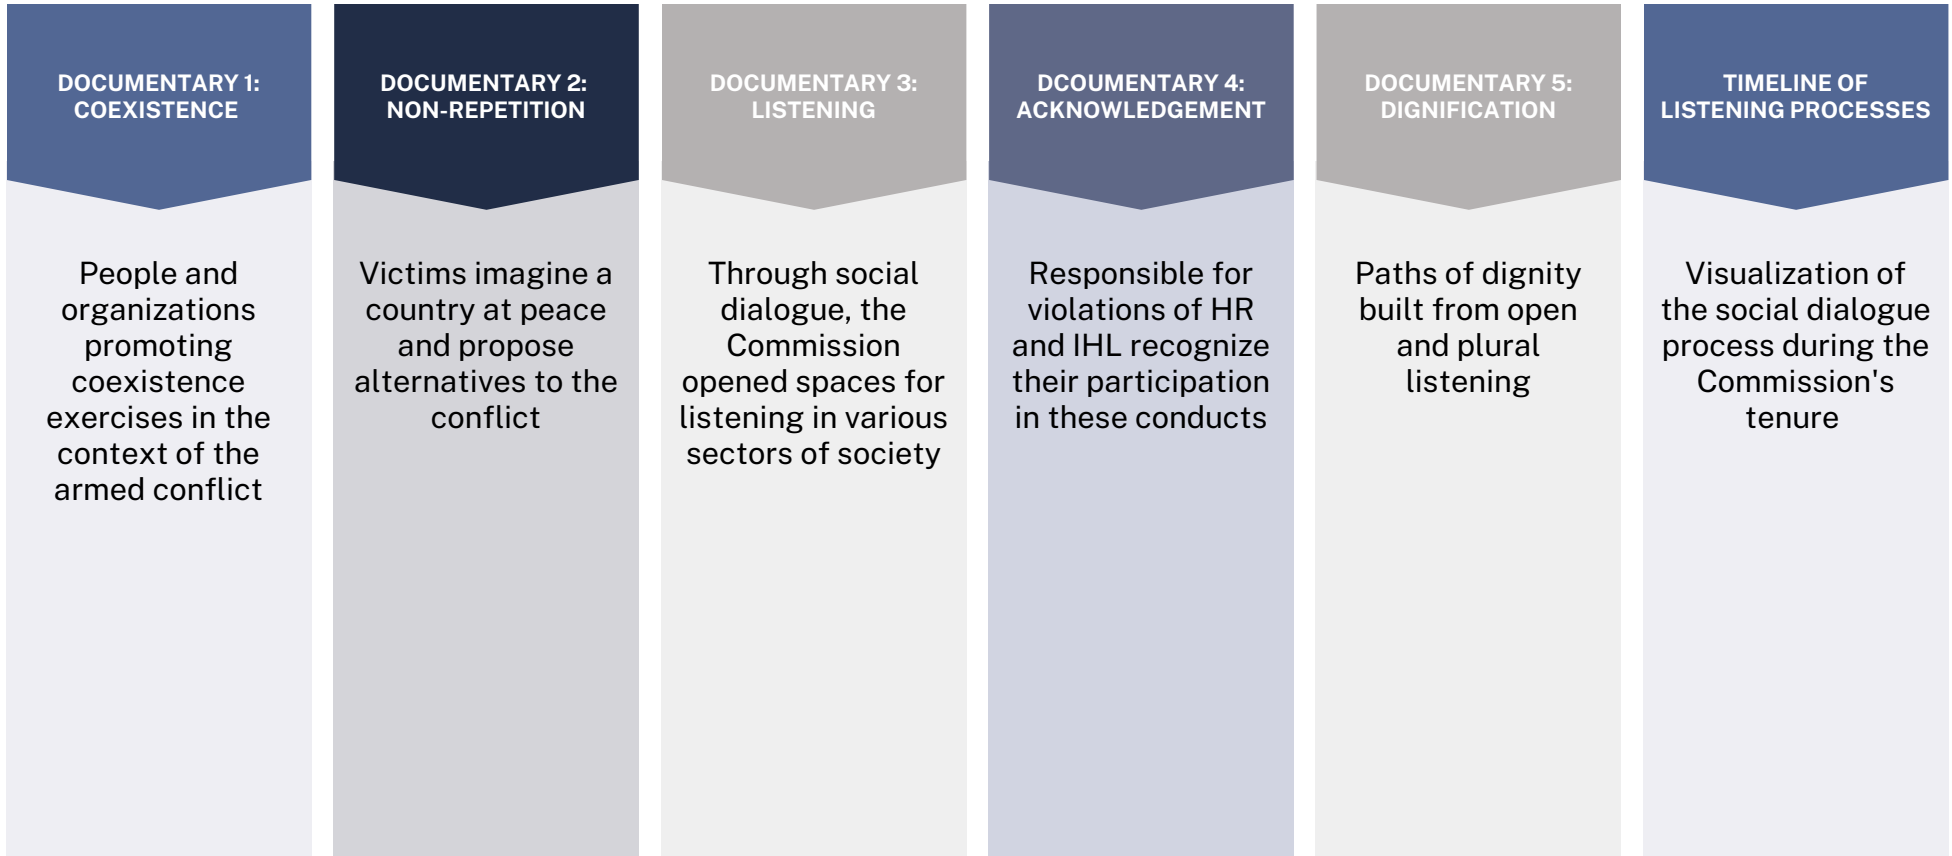 DOCUMENTARY 1:
COEXISTENCE
People and
organizations
promoting
coexistence
exercises in the
context of the
armed conflict
DOCUMENTARY 2:
NON-REPETITION
Victims imagine a
country at peace
and propose
alternatives to the
conflict
DOCUMENTARY 3:
LISTENING
Through social
dialogue, the
Commission
opened spaces for
listening in various
sectors of society
DCOUMENTARY 4:
ACKNOWLEDGEMENT
Responsible for
violations of HR
and IHL recognize
their participation
in these conducts
DOCUMENTARY 5:
DIGNIFICATION
Paths of dignity
built from open
and plural
listening
TIMELINE OF
LISTENING PROCESSES
Visualization of
the social dialogue
process during the
Commission's
tenure